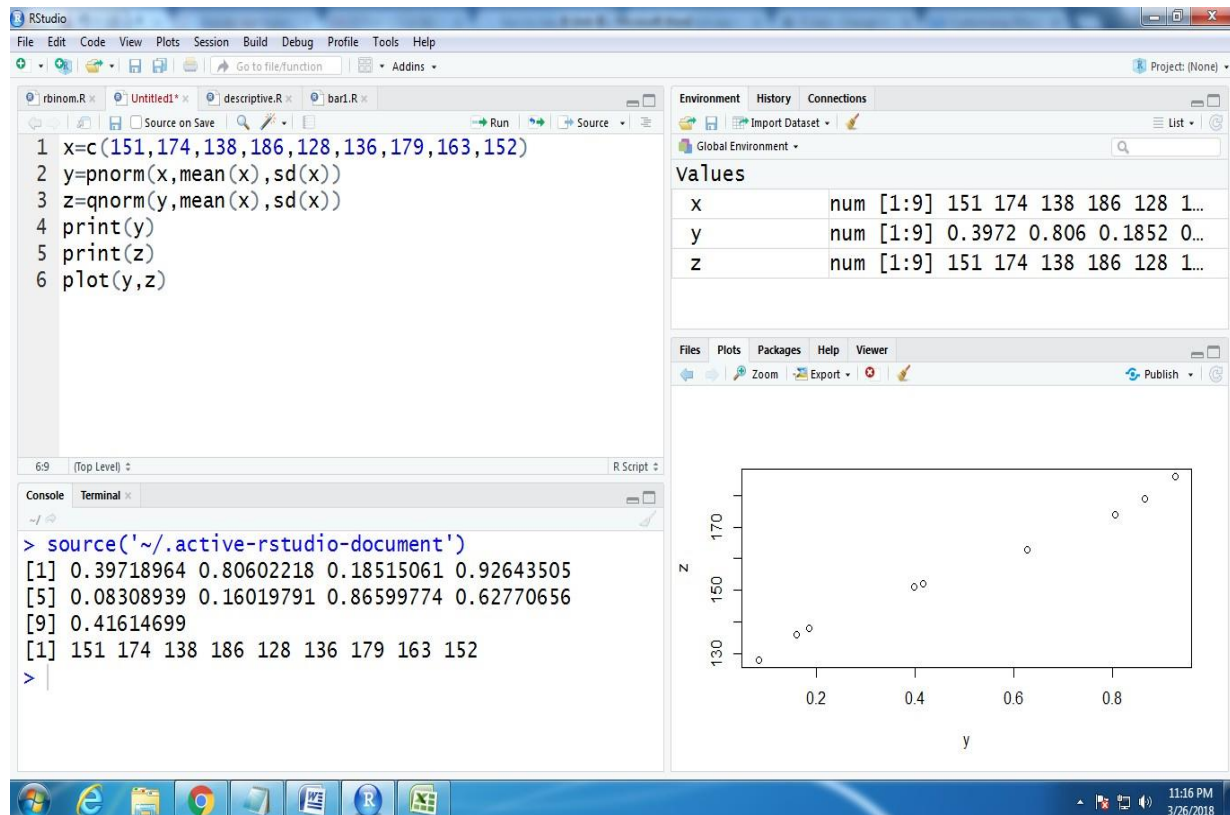 RStudio
File Edit Code View Plots Session Build Debug Profile Tools Help
Go to file/function Addins Project: (None)
rbinom.R Untitled1* descriptive.R bar1.R
Source on Save Run Source
1 x=c(151,174,138,186,128,136,179,163,152)
2 y=pnorm(x,mean(x),sd(x))
3 z=qnorm(y,mean(x),sd(x))
4 print(y)
5 print(z)
6 plot(y,z)
6:9 (Top Level) R Script
Console Terminal
~/
> source('~/.active-rstudio-document')
[1] 0.39718964 0.80602218 0.18515061 0.92643505
[5] 0.08308939 0.16019791 0.86599774 0.62770656
[9] 0.41614699
[1] 151 174 138 186 128 136 179 163 152
>
Environment History Connections
Import Dataset List
Global Environment
Values
x num [1:9] 151 174 138 186 128 1…
y num [1:9] 0.3972 0.806 0.1852 0…
z num [1:9] 151 174 138 186 128 1…
Files Plots Packages Help Viewer
Zoom Export Publish
170
z
150
130
0.2 0.4 0.6 0.8
y
11:16 PM
3/26/2018